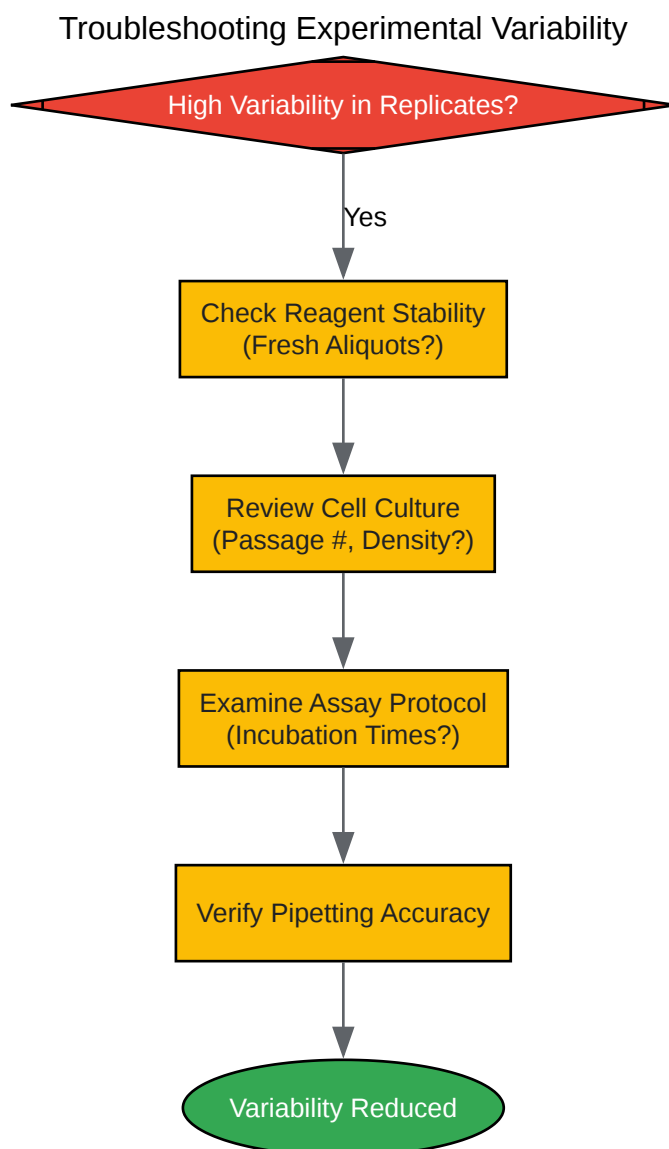 Troubleshooting Experimental Variability
High Variability in Replicates?
Yes
Check Reagent Stability
(Fresh Aliquots?)
Review Cell Culture
(Passage #, Density?)
Examine Assay Protocol
(Incubation Times?)
Verify Pipetting Accuracy
Variability Reduced